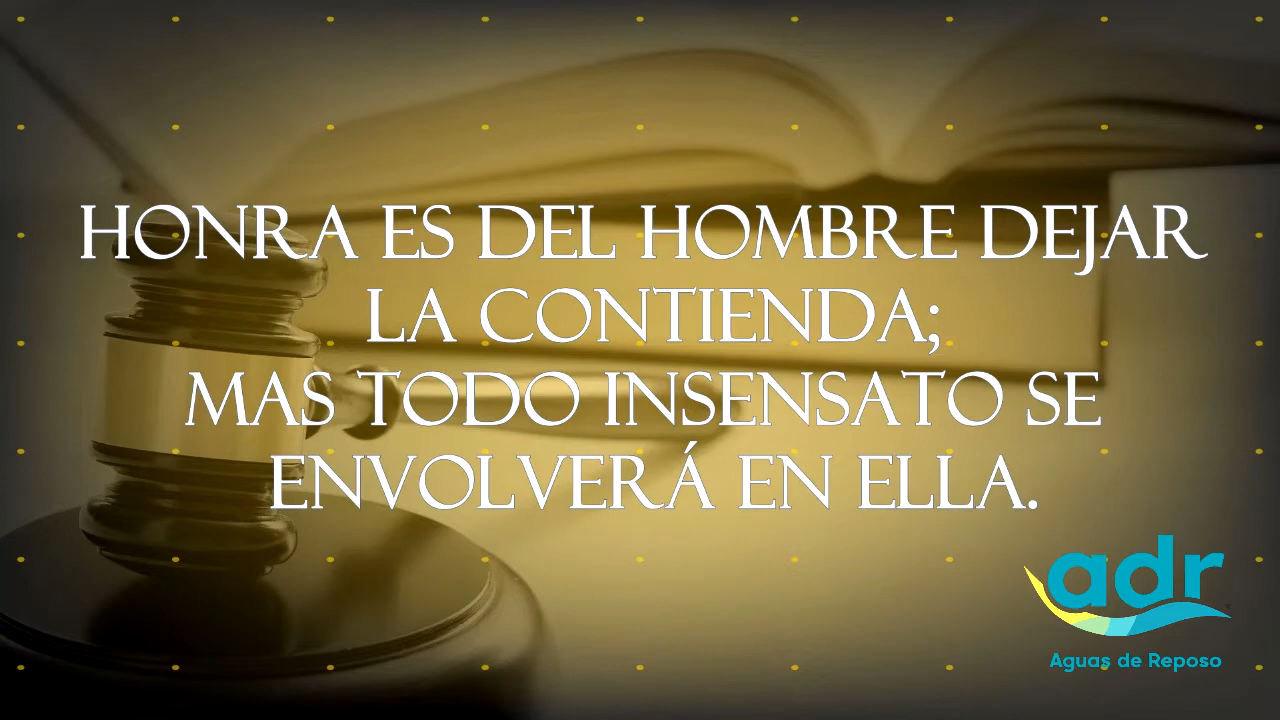 HONRA ES DEL HOMBRE DEJAR
LA CONTIENDA;
MAS TODO INSENSATO SE
ENVOLVERÁ EN ELLA.
adr
Aguas de Reposo